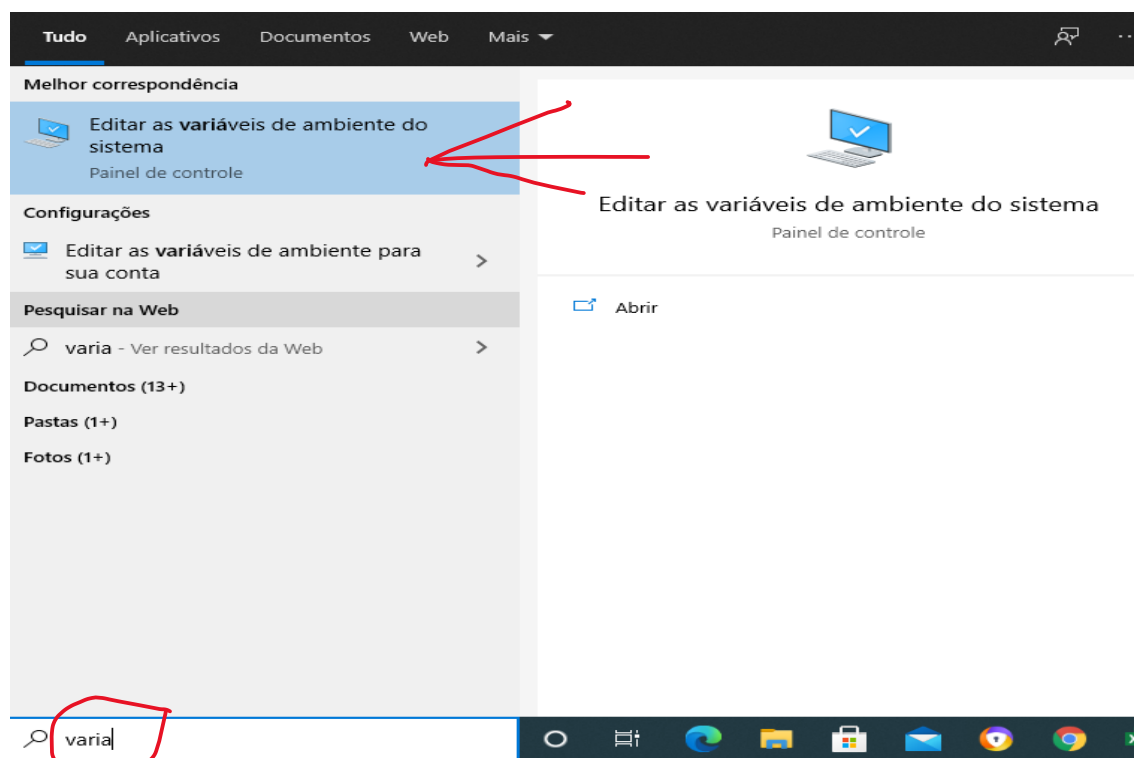 Tudo Aplicativos Documentos Web Mais
Melhor correspondência
Editar as variáveis de ambiente do
sistema
Painel de controle
Configurações
Editar as variáveis de ambiente para
sua conta
Pesquisar na Web
varia - Ver resultados da Web
Documentos (13+)
Pastas (1+)
Fotos (1+)
Editar as variáveis de ambiente do sistema
Painel de controle
Abrir
varia